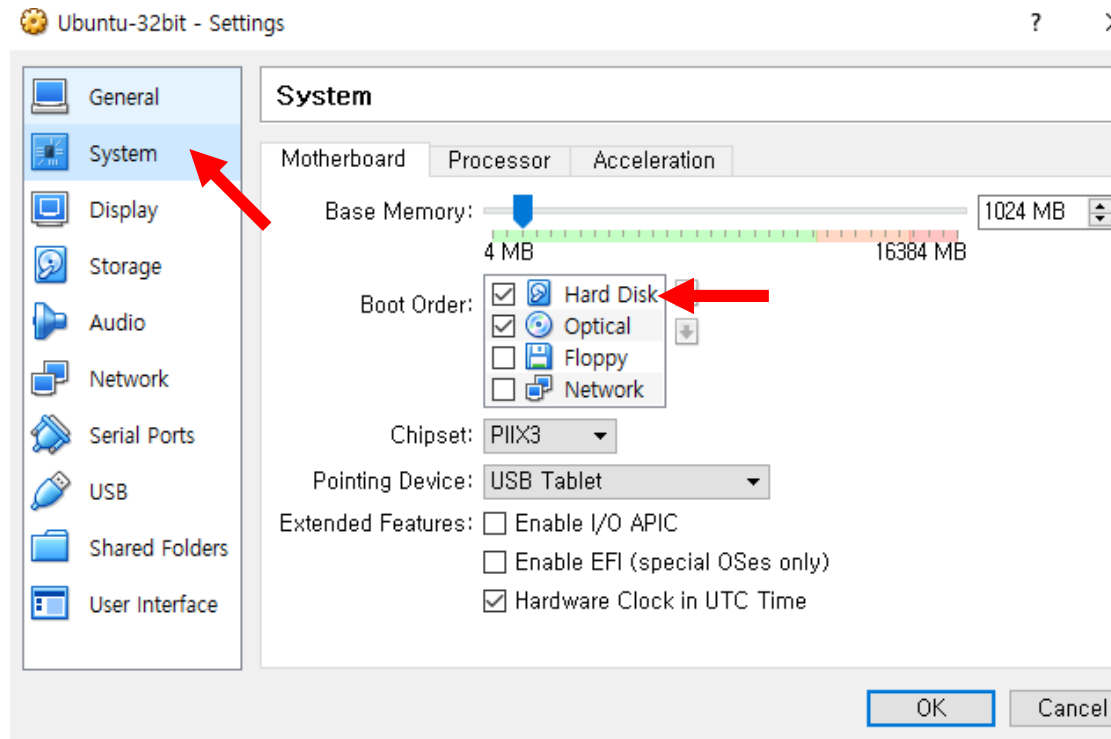 Ubuntu-32bit - Settings ?
General
System
Display
Storage
Audio
Network
Serial Ports
USB
Shared Folders
User Interface
System
Motherboard Processor Acceleration
Base Memory: 1024 MB
4 MB 16384 MB
Boot Order: Hard Disk
Optical
Floppy
Network
Chipset: PIIX3
Pointing Device: USB Tablet
Extended Features: Enable I/O APIC
Enable EFI (special OSes only)
Hardware Clock in UTC Time
OK Cancel